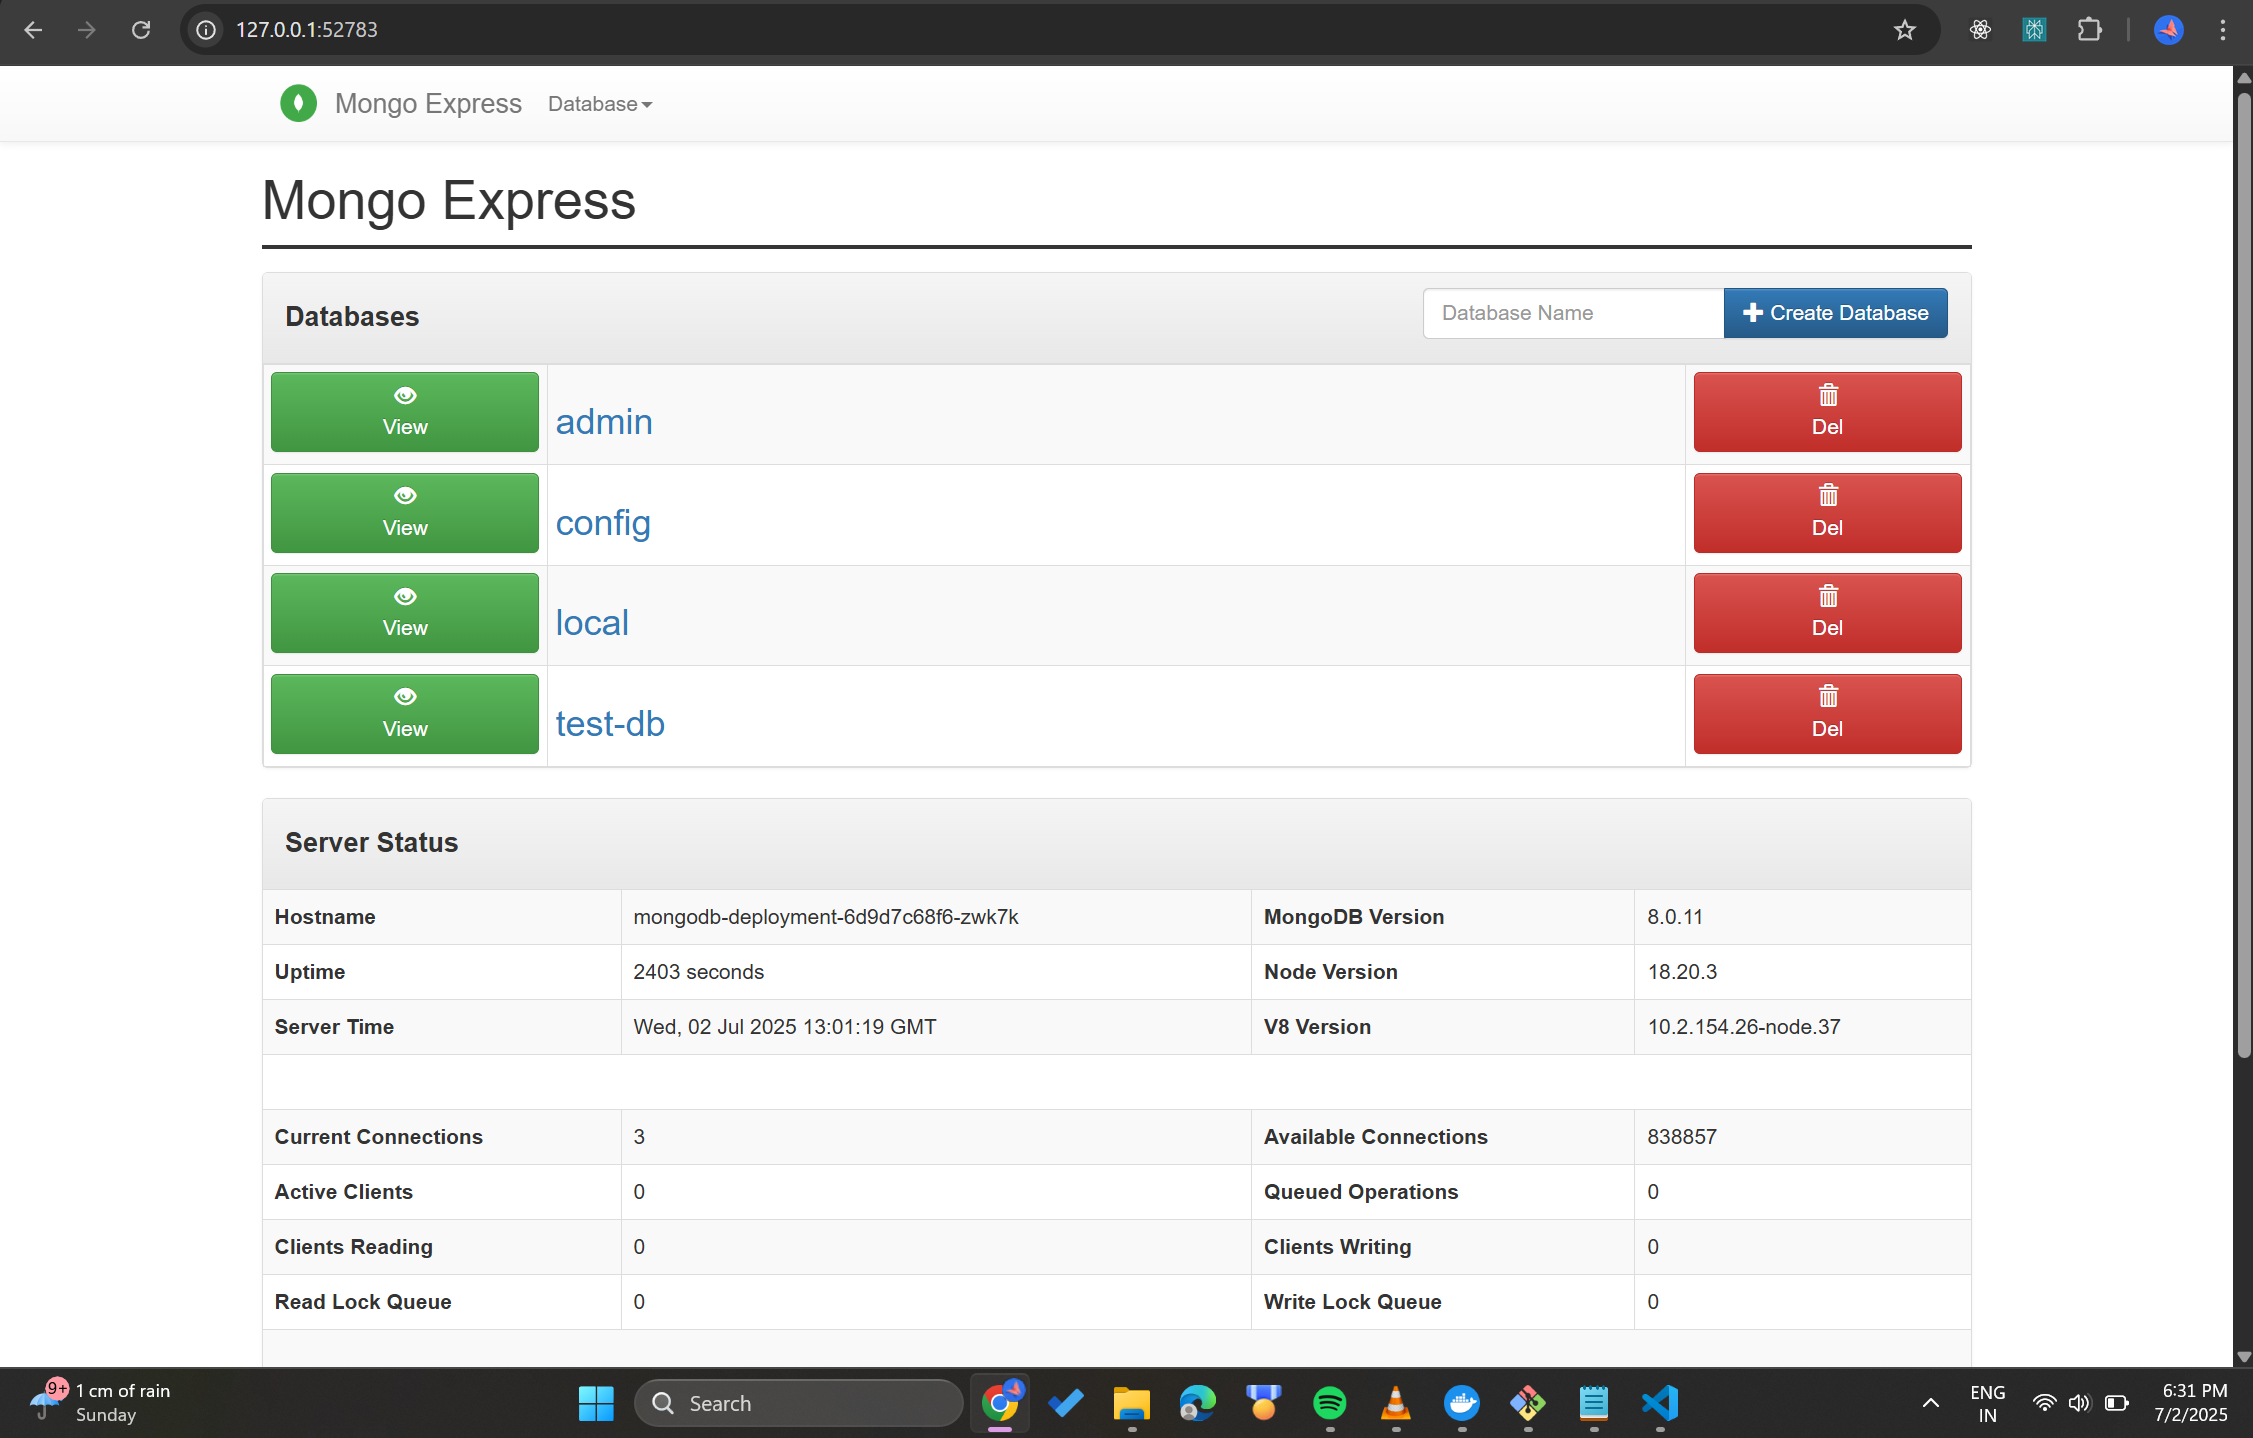 127.0.0.1:52783
Mongo Express Database
Mongo Express
Databases Database Name Create Database
View admin Del
View config Del
View local Del
View test-db Del
Server Status
Hostname mongodb-deployment-6d9d7c68f6-zwk7k MongoDB Version 8.0.11
Uptime 2403 seconds Node Version 18.20.3
Server Time Wed, 02 Jul 2025 13:01:19 GMT V8 Version 10.2.154.26-node.37
Current Connections 3 Available Connections 838857
Active Clients 0 Queued Operations 0
Clients Reading 0 Clients Writing 0
Read Lock Queue 0 Write Lock Queue 0
9+ 1 cm of rain
Sunday
Search
ENG
IN
6:31 PM
7/2/2025